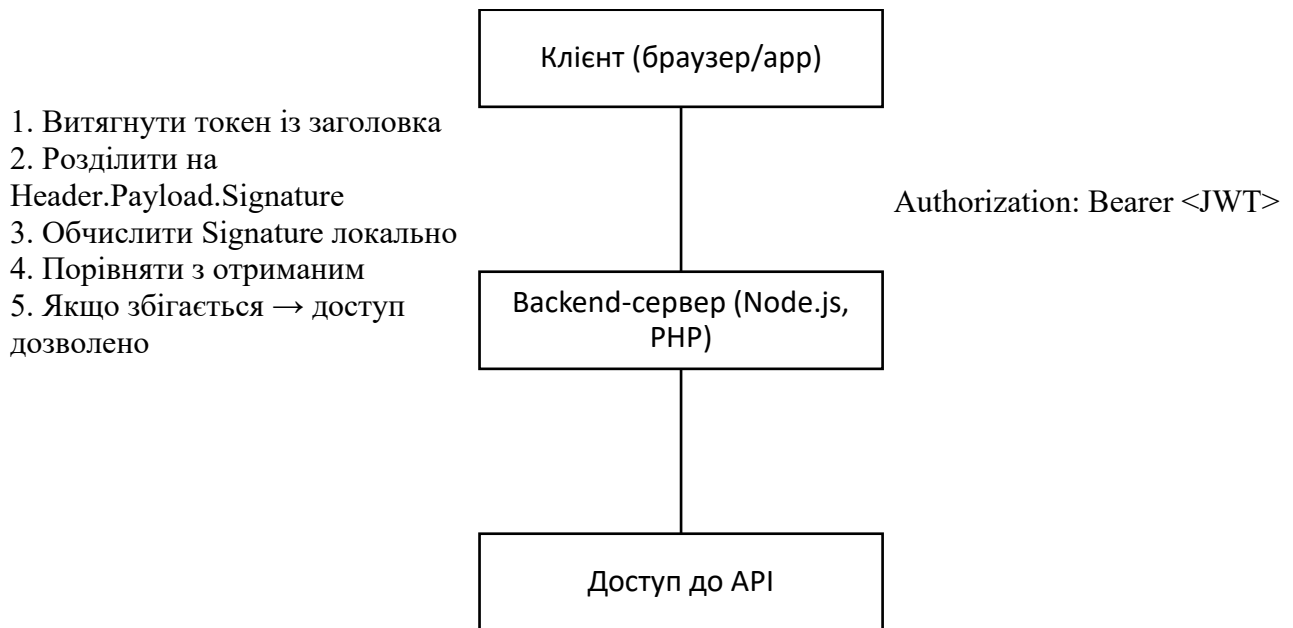 Клієнт (браузер/app)
1. Витягнути токен із заголовка
2. Розділити на
Header.Payload.Signature
3. Обчислити Signature локально
4. Порівняти з отриманим
5. Якщо збігається → доступ
дозволено
Authorization: Bearer <JWT>
Backend-сервер (Node.js,
PHP)
Доступ до API